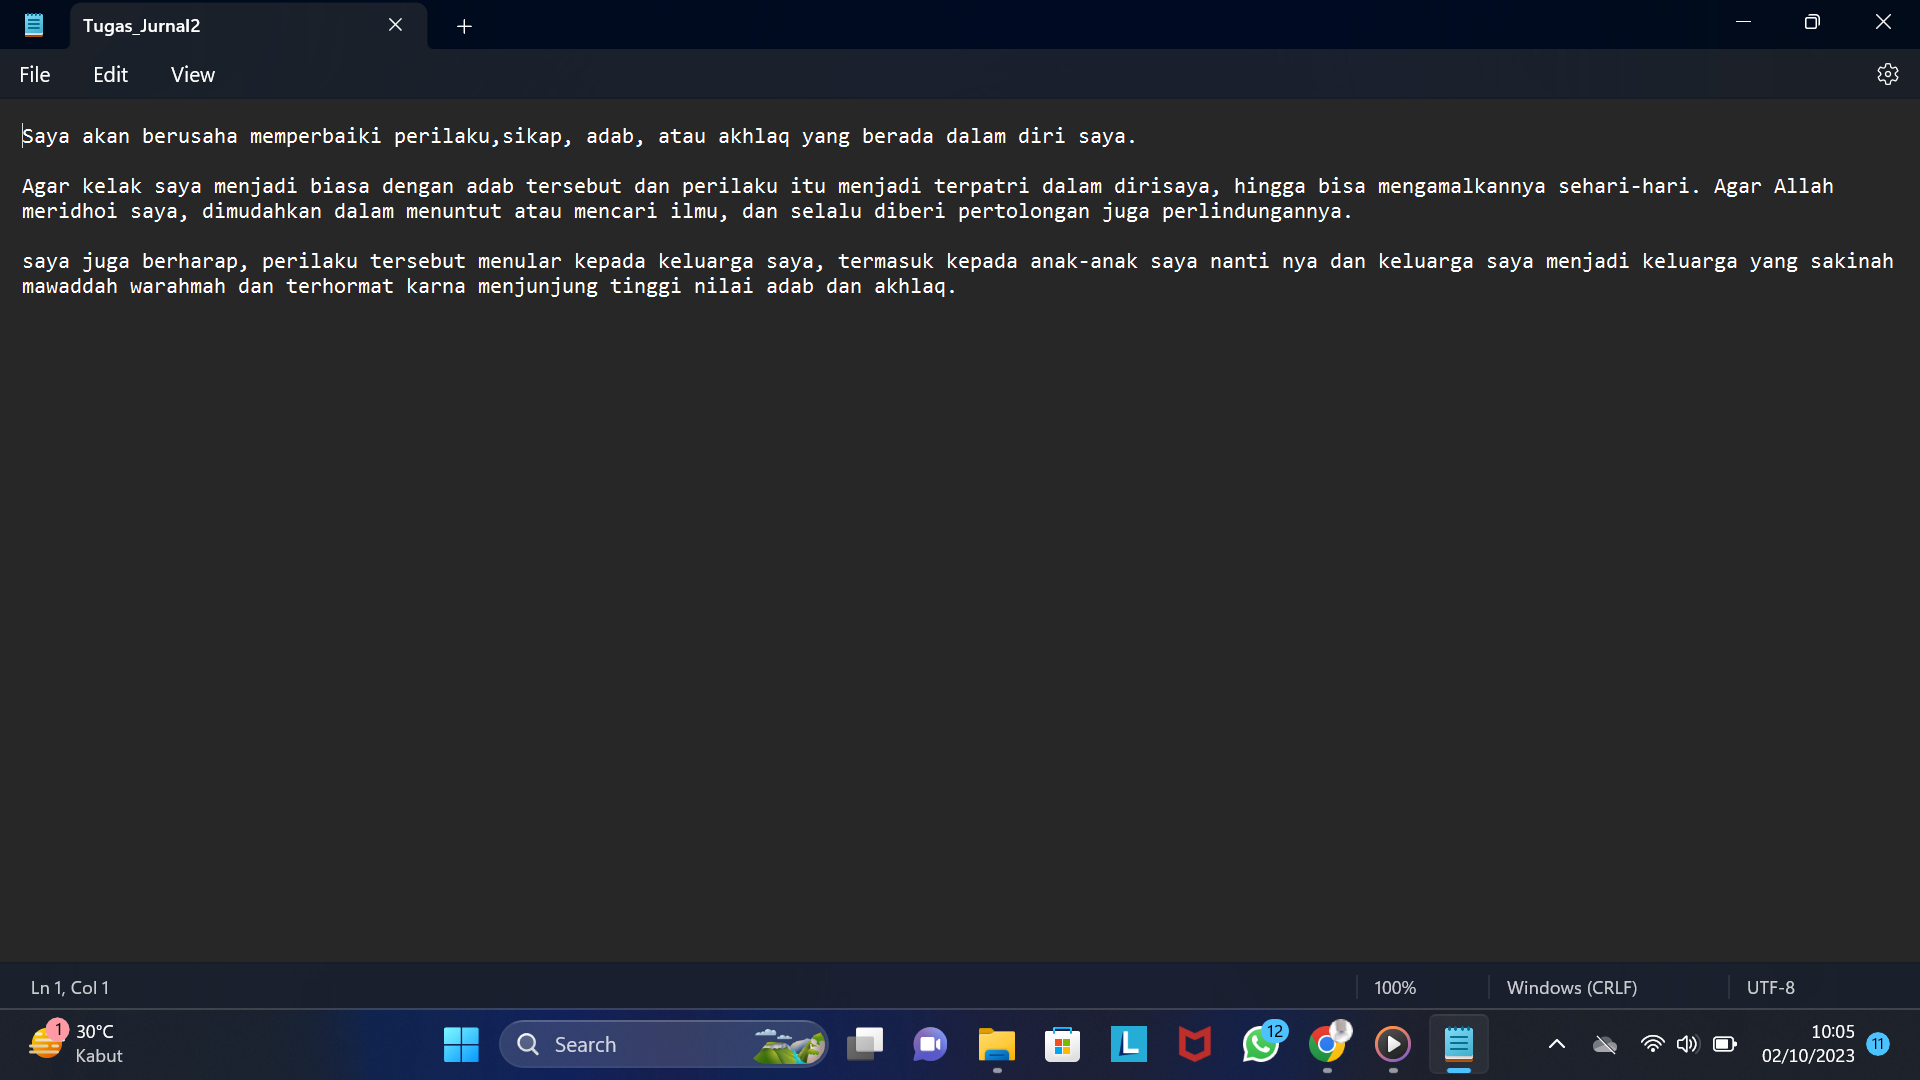 Tugas_Jurnal2
File Edit View
Saya akan berusaha memperbaiki perilaku,sikap, adab, atau akhlaq yang berada dalam diri saya.
Agar kelak saya menjadi biasa dengan adab tersebut dan perilaku itu menjadi terpatri dalam dirisaya, hingga bisa mengamalkannya sehari-hari. Agar Allah
meridhoi saya, dimudahkan dalam menuntut atau mencari ilmu, dan selalu diberi pertolongan juga perlindungannya.
saya juga berharap, perilaku tersebut menular kepada keluarga saya, termasuk kepada anak-anak saya nanti nya dan keluarga saya menjadi keluarga yang sakinah
mawaddah warahmah dan terhormat karna menjunjung tinggi nilai adab dan akhlaq.
Ln 1, Col 1 100% Windows (CRLF) UTF-8
1 30°C
Kabut
Search
L
12
10:05
02/10/2023
11